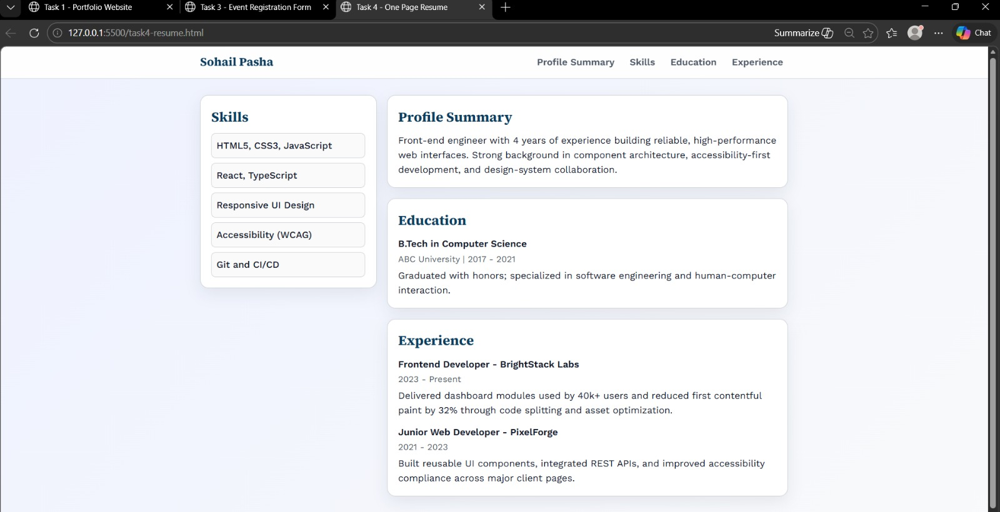 Task 1 - Portfolio Website
Task 3 - Event Registration Form
Task 4 - One Page Resume
127.0.0.1:5500/task4-resume.html
Summarize
Chat
Sohail Pasha
Profile Summary
Skills
Education
Experience
Skills
HTML5, CSS3, JavaScript
React, TypeScript
Responsive UI Design
Accessibility (WCAG)
Git and CI/CD
Profile Summary
Front-end engineer with 4 years of experience building reliable, high-performance
web interfaces. Strong background in component architecture, accessibility-first
development, and design-system collaboration.
Education
B.Tech in Computer Science
ABC University | 2017 - 2021
Graduated with honors; specialized in software engineering and human-computer
interaction.
Experience
Frontend Developer - BrightStack Labs
2023 - Present
Delivered dashboard modules used by 40k+ users and reduced first contentful
paint by 32% through code splitting and asset optimization.
Junior Web Developer - PixelForge
2021 - 2023
Built reusable UI components, integrated REST APIs, and improved accessibility
compliance across major client pages.